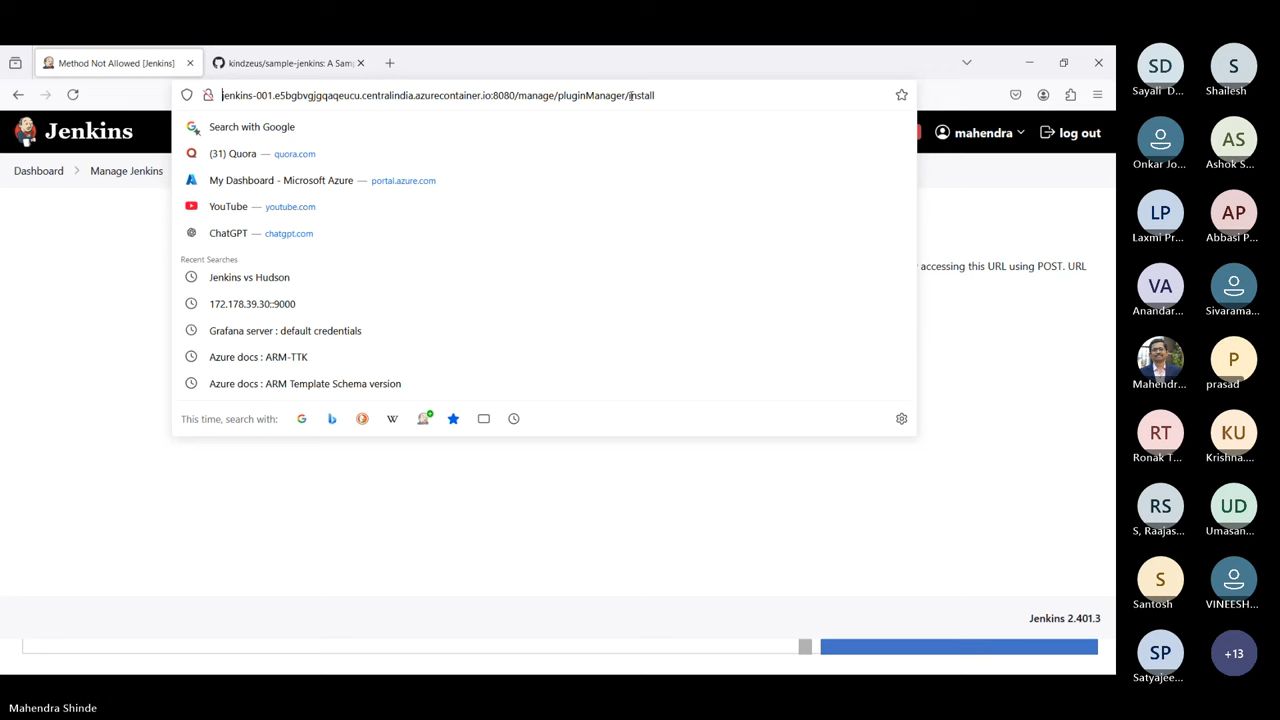 Method Not Allowed [Jenkins]
kindzeus/sample-jenkins: A Sam
jenkins-001.e5bgbvgjgqaqeucu.centralindia.azurecontainer.io:8080/manage/pluginManager/install
Jenkins
mahendra
log out
Dashboard
Manage Jenkins
Search with Google
(31) Quora — quora.com
My Dashboard - Microsoft Azure — portal.azure.com
YouTube — youtube.com
ChatGPT — chatgpt.com
Recent Searches
Jenkins vs Hudson
172.178.39.30::9000
Grafana server : default credentials
Azure docs : ARM-TTK
Azure docs : ARM Template Schema version
This time, search with:
accessing this URL using POST. URL
Jenkins 2.401.3
SD
Sayali D...
S
Shailesh
Onkar Jo...
AS
Ashok S...
LP
Laxmi Pr...
AP
Abbasi P...
VA
Anandar...
Sivarama...
Mahendr...
P
prasad
RT
Ronak T...
KU
Krishna...
RS
S, Raajas...
UD
Umasan...
S
Santosh
VINEESH...
SP
Satyajee...
+13
Mahendra Shinde